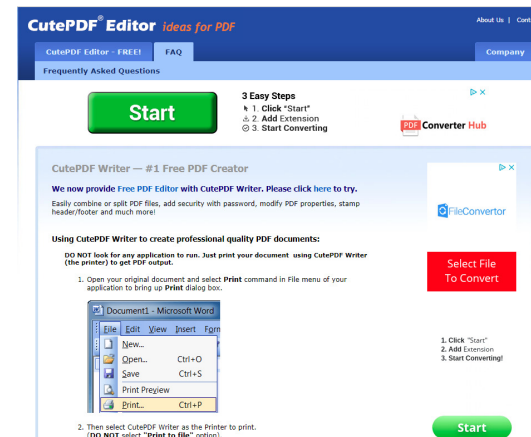 CutePDF® Editor ideas for PDF
About Us | Cont
CutePDF Editor - FREE!
FAQ
Company
Frequently Asked Questions
Start
3 Easy Steps
1. Click "Start"
2. Add Extension
3. Start Converting
PDF Converter Hub
CutePDF Writer — #1 Free PDF Creator
We now provide Free PDF Editor with CutePDF Writer. Please click here to try.
Easily combine or split PDF files, add security with password, modify PDF properties, stamp
header/footer and much more!
FileConvertor
Using CutePDF Writer to create professional quality PDF documents:
DO NOT look for any application to run. Just print your document using CutePDF Writer
(the printer) to get PDF output.
Select File
To Convert
1. Open your original document and select Print command in File menu of your
application to bring up Print dialog box.
Document1 - Microsoft Word
File Edit View Insert Form
New...
Open... Ctrl+O
Save Ctrl+S
Print Preview
Print... Ctrl+P
1. Click "Start"
2. Add Extension
3. Start Converting!
Start
2. Then select CutePDF Writer as the Printer to print.
(DO NOT select "Print to file" option)